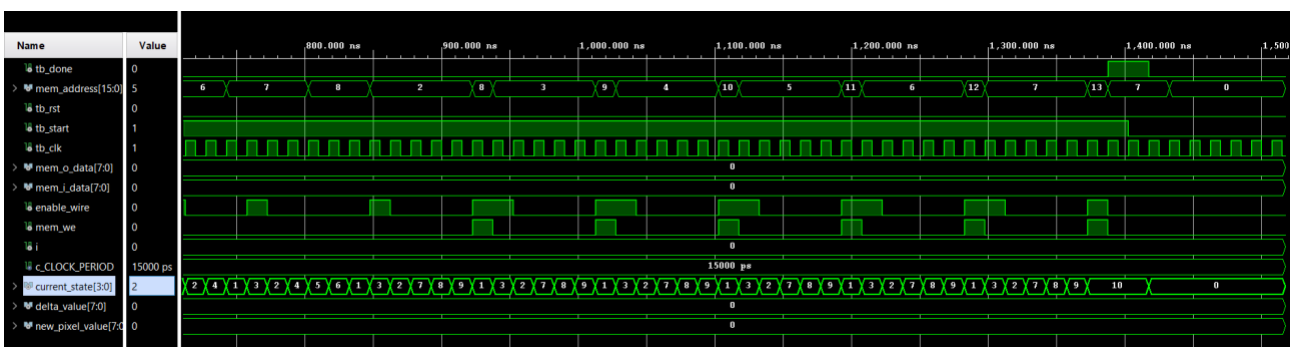 Name Value 800.000 ns 900.000 ns 1,000.000 ns 1,100.000 ns 1,200.000 ns 1,300.000 ns 1,400.000 ns 1,500
tb_done 0
mem_address[15:0] 5 6 7 8 2 8 3 9 4 10 5 11 6 12 7 13 7 0
tb_rst 0
tb_start 1
tb_clk 1
mem_o_data[7:0] 0 0
mem_i_data[7:0] 0 0
enable_wire 0
mem_we 0
i 0 0
c_CLOCK_PERIOD 15000 ps 15000 ps
current_state[3:0] 2 2 4 1 3 2 4 5 6 1 3 2 7 8 9 1 3 2 7 8 9 1 3 2 7 8 9 1 3 2 7 8 9 1 3 2 7 8 9 1 3 2 7 8 9 10 0
delta_value[7:0] 0 0
new_pixel_value[7:0 0 0